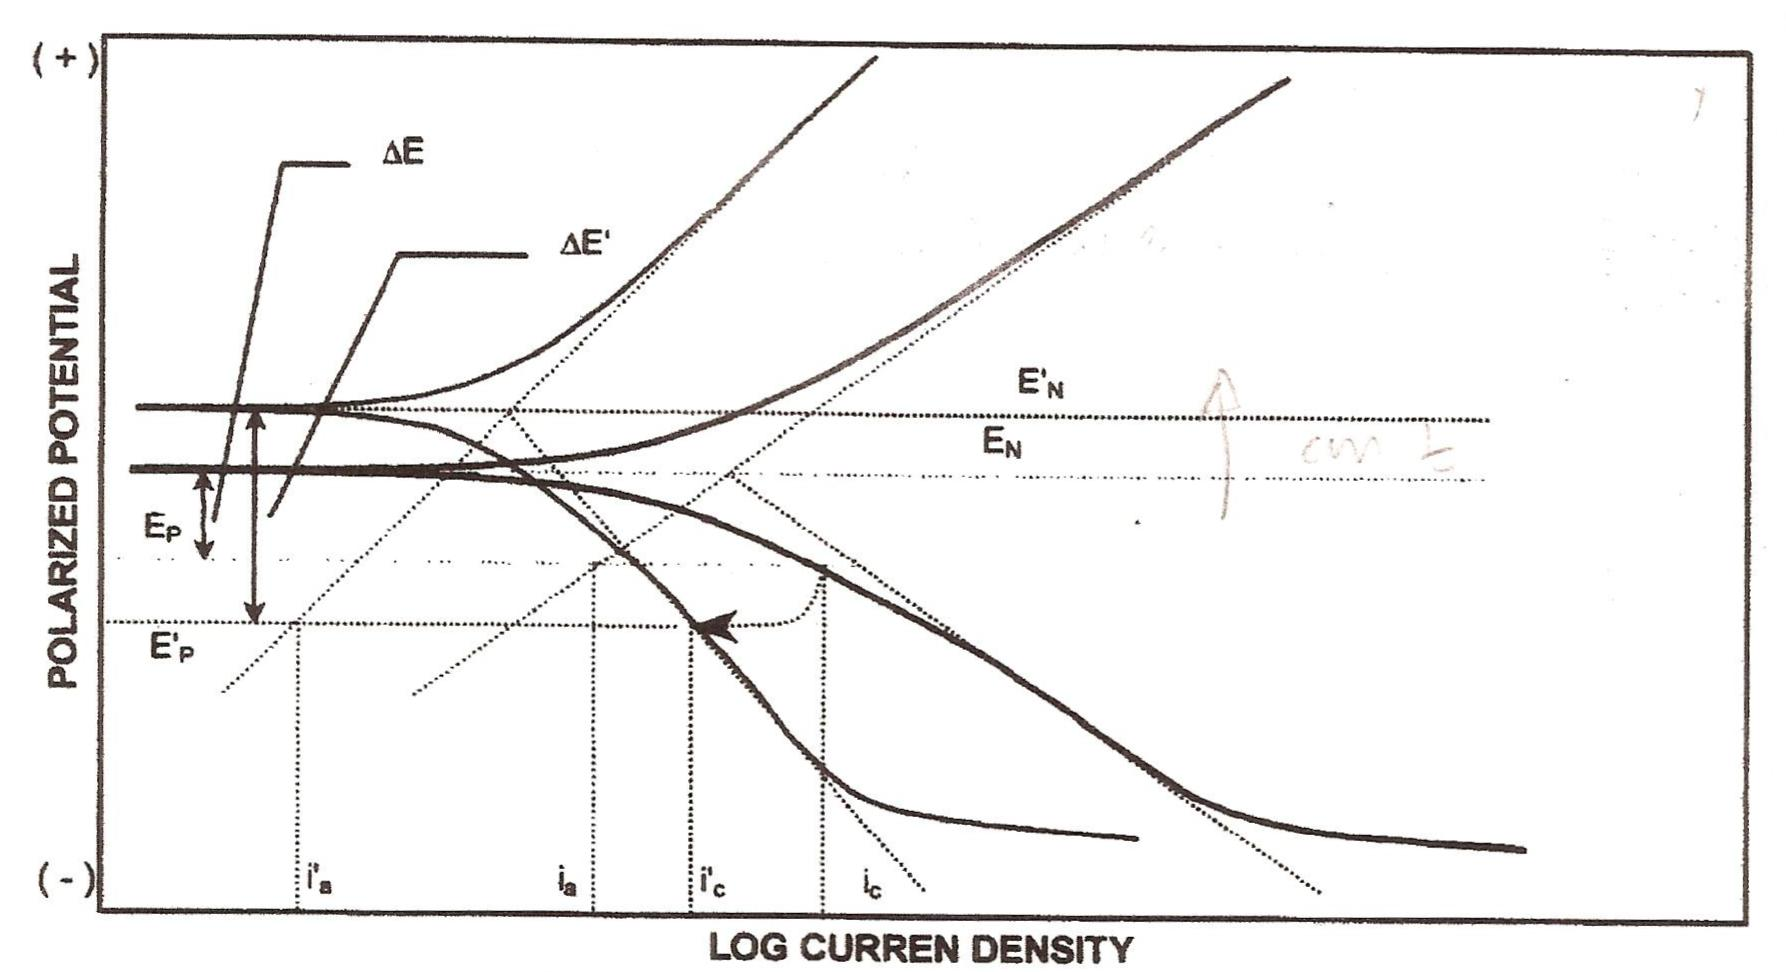 (+)
ΔE
ΔE'
E'N
EN
EP
E'P
i'a
ia
i'c
ic
(-)
POLARIZED POTENTIAL
LOG CURREN DENSITY